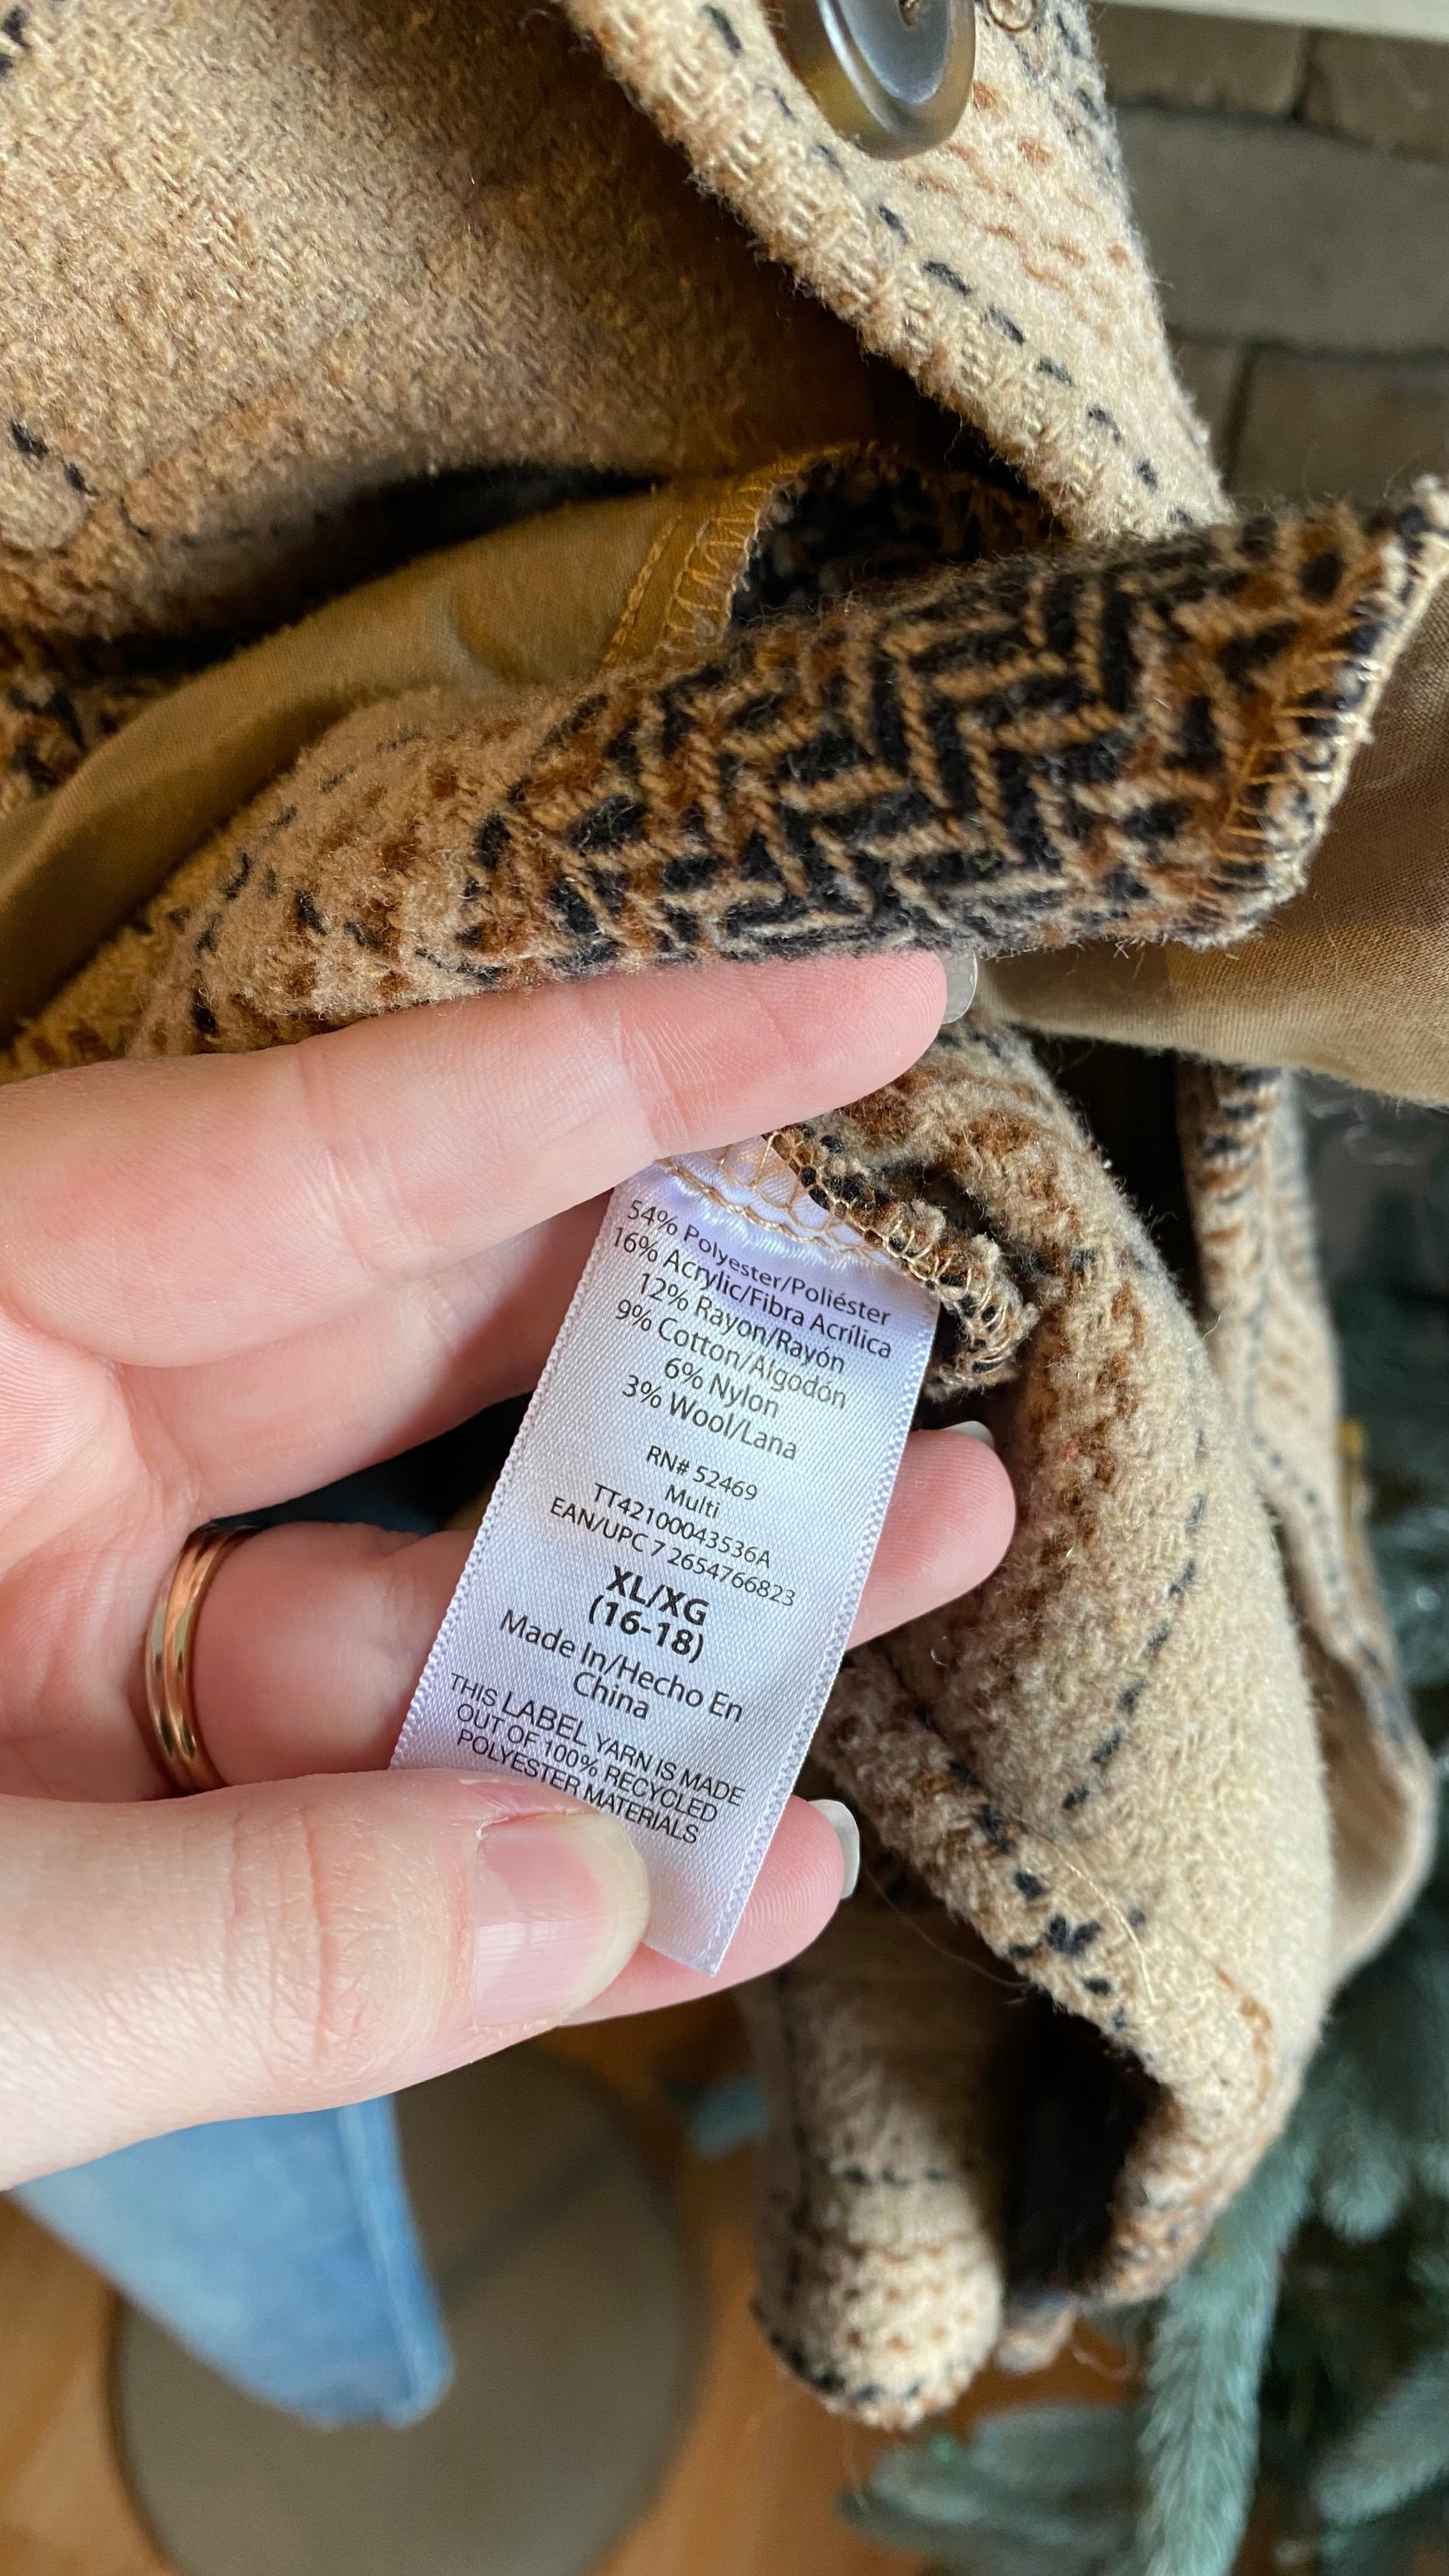 54% Polyester/Poliéster
16% Acrylic/Fibra Acrílica
12% Rayon/Rayón
9% Cotton/Algodón
6% Nylon
3% Wool/Lana
RN# 52469
Multi
TT42100043536A
EAN/UPC 7 2654766823
XL/XG
(16-18)
Made In/Hecho En
China
THIS LABEL YARN IS MADE
OUT OF 100% RECYCLED
POLYESTER MATERIALS